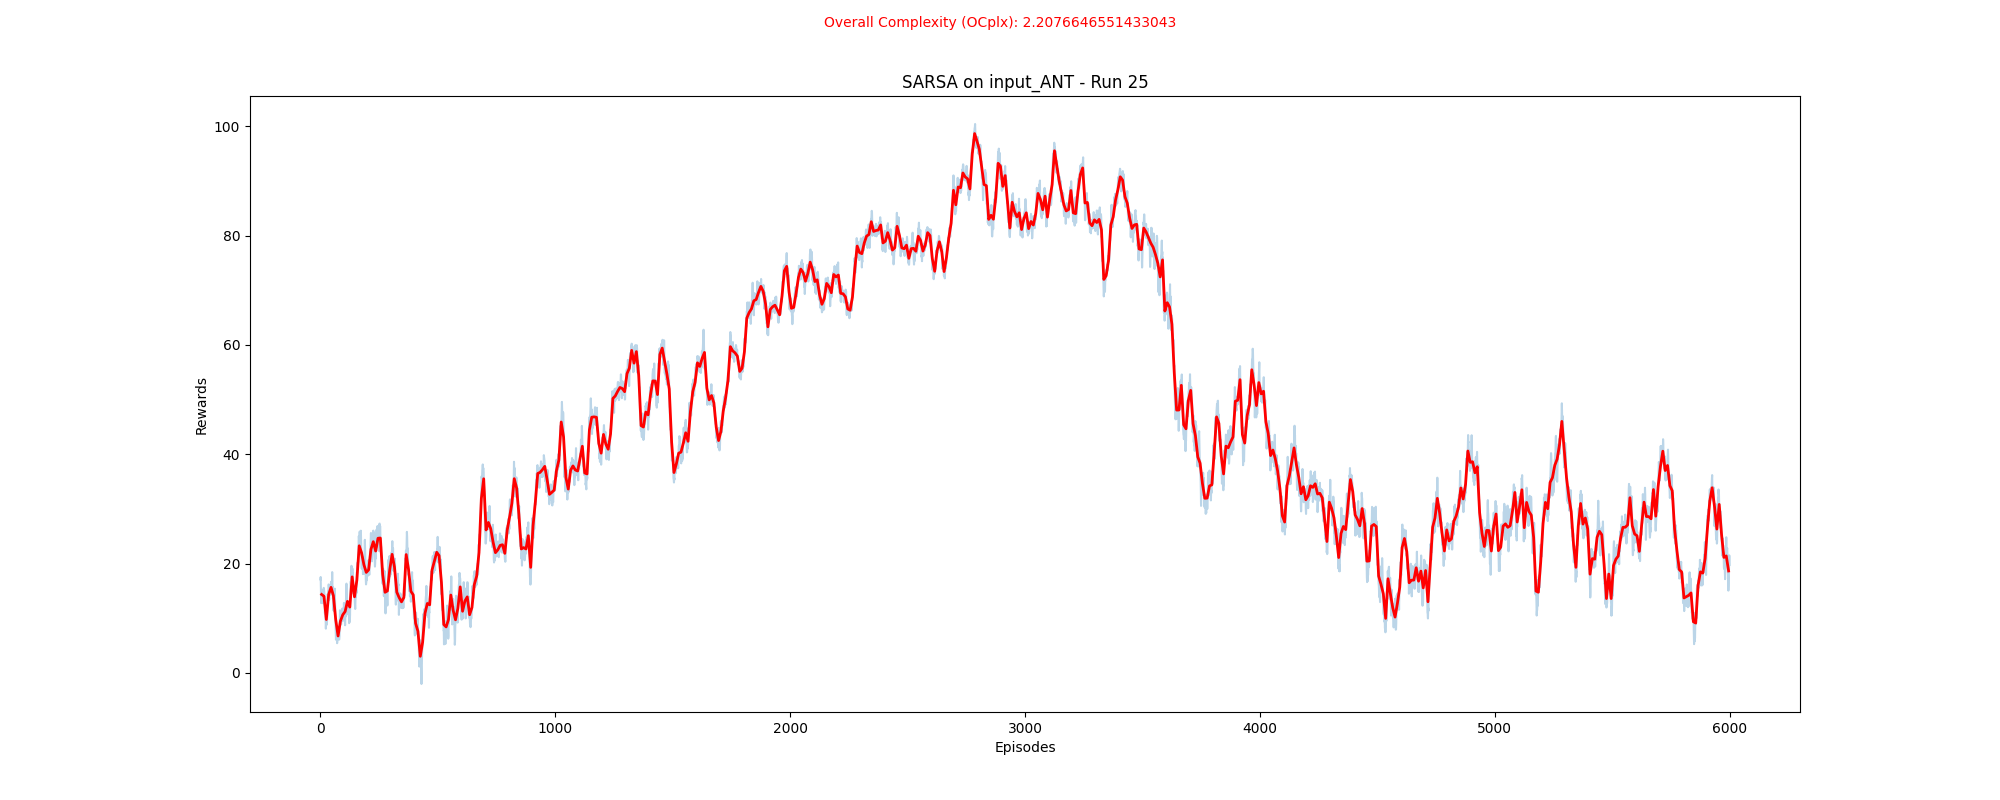 Overall Complexity (OCplx): 2.2076646551433043
SARSA on input_ANT - Run 25
100
80
60
40
20
0
Rewards
0 1000 2000 3000 4000 5000 6000
Episodes